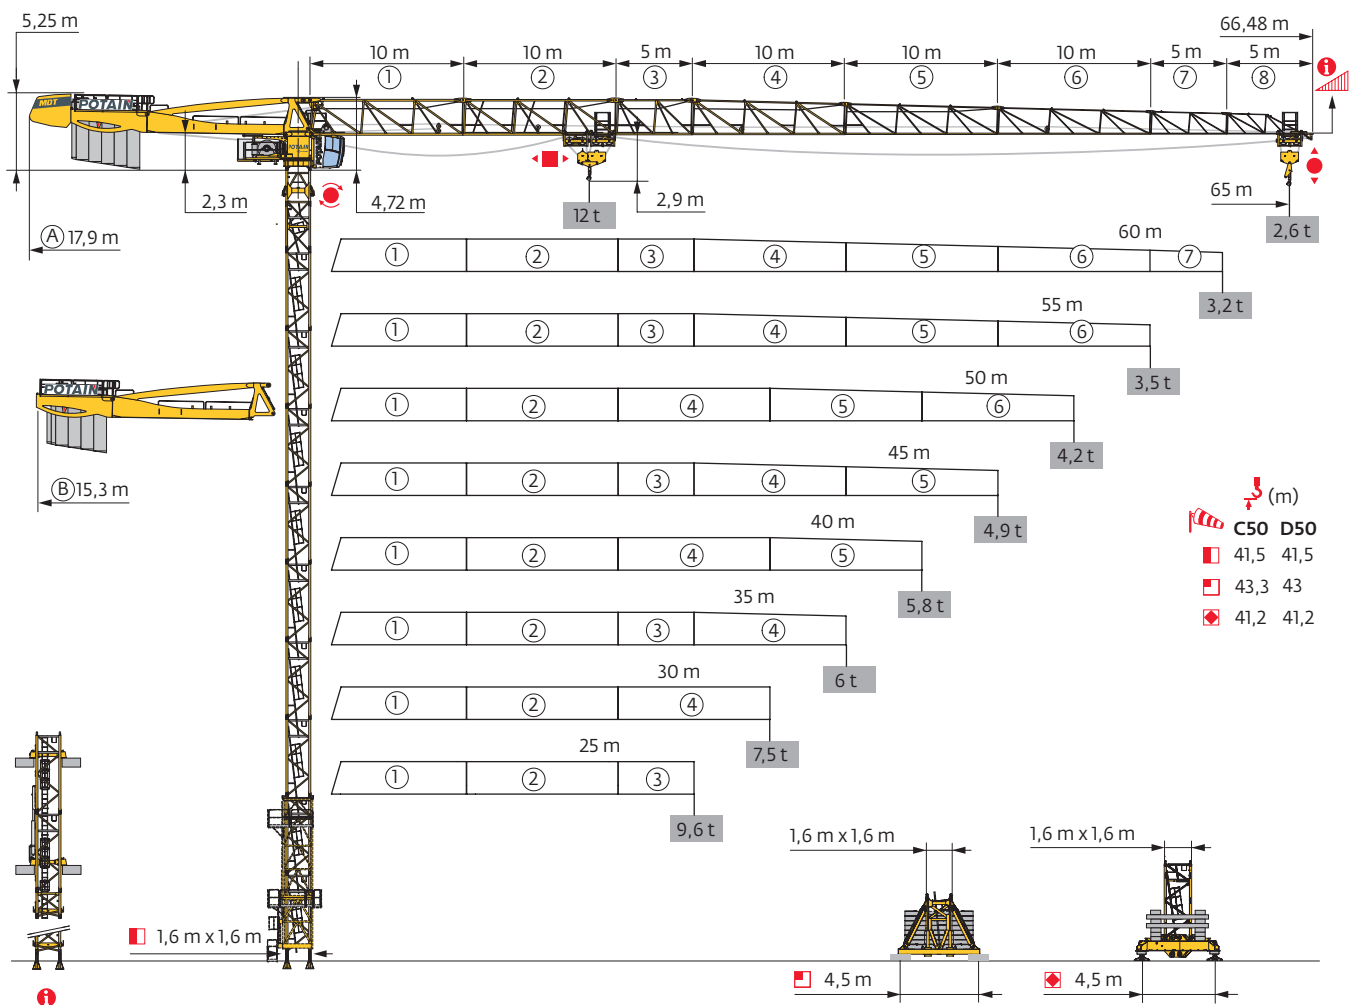 5,25 m
66,48 m
10 m
10 m
5 m
10 m
10 m
10 m
5 m
5 m
1
2
3
4
5
6
7
8
i
MDT
POTAIN
POTAIN
2,3 m
4,72 m
12 t
2,9 m
65 m
2,6 t
A 17,9 m
60 m
1 2 3 4 5 6 7
3,2 t
55 m
1 2 3 4 5 6
3,5 t
POTAIN
50 m
1 2 4 5 6
4,2 t
B 15,3 m
45 m
1 2 3 4 5
4,9 t
(m)
C50 D50
41,5 41,5
43,3 43
41,2 41,2
40 m
1 2 4 5
5,8 t
35 m
1 2 3 4
6 t
30 m
1 2 4
7,5 t
25 m
1 2 3
9,6 t
1,6 m x 1,6 m
1,6 m x 1,6 m
1,6 m x 1,6 m
4,5 m
4,5 m
i